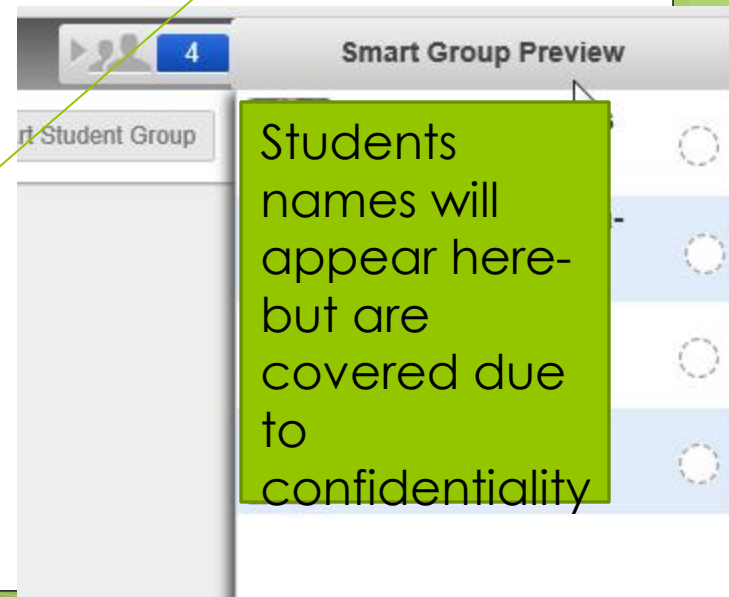 4
Smart Group Preview
rt Student Group
Students
names will
appear here-
but are
covered due
to
confidentiality